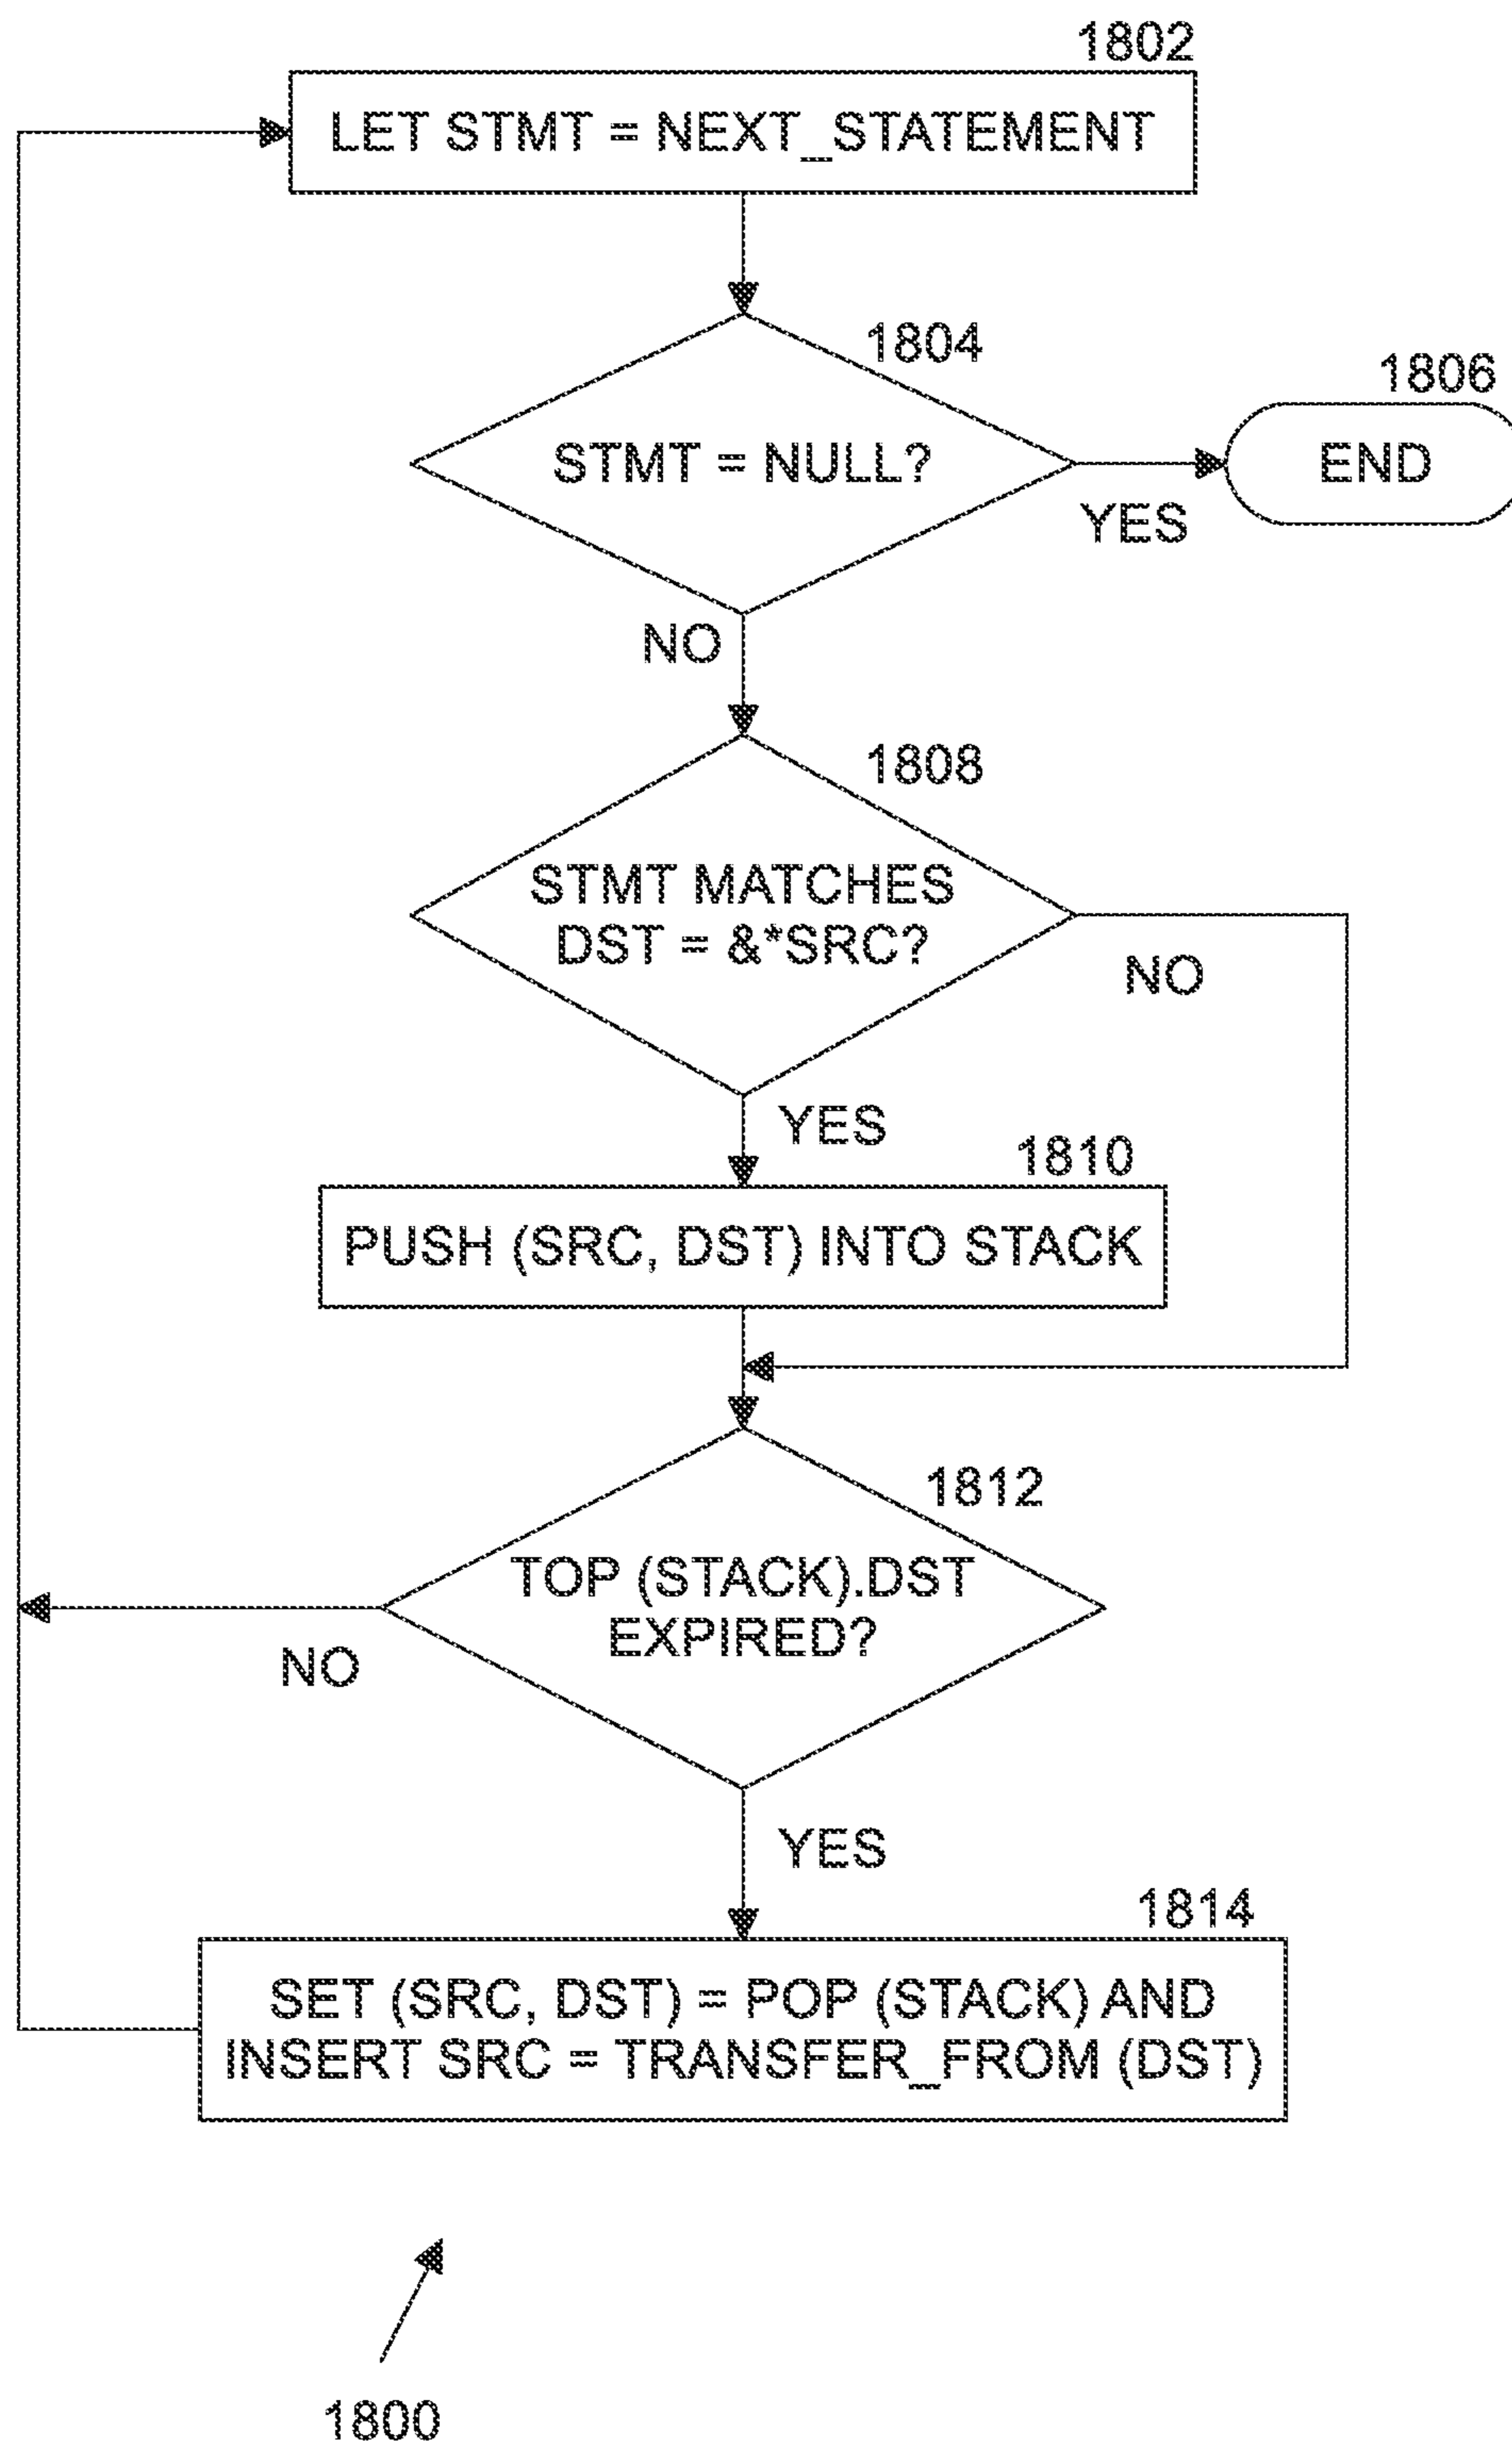 1802
LET STMT = NEXT_STATEMENT
1804
STMT = NULL?
1806
END
YES
NO
1808
STMT MATCHES
DST = &*SRC?
NO
YES
1810
PUSH (SRC, DST) INTO STACK
1812
TOP (STACK).DST
EXPIRED?
NO
YES
1814
SET (SRC, DST) = POP (STACK) AND
INSERT SRC = TRANSFER_FROM (DST)
1800